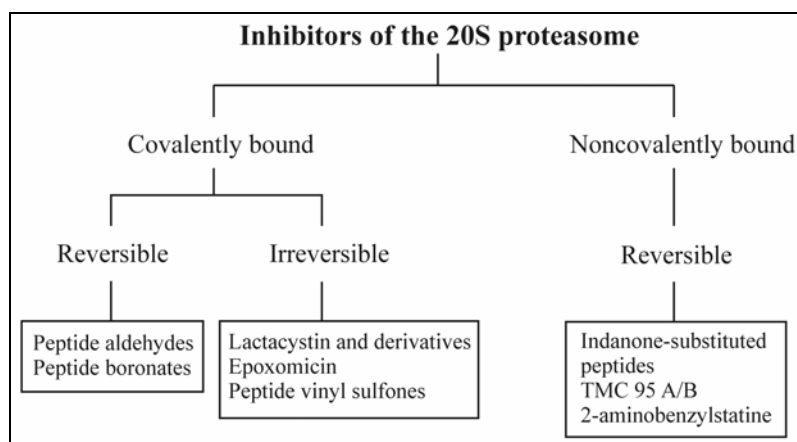 Inhibitors of the 20S proteasome
Covalently bound
Noncovalently bound
Reversible
Irreversible
Reversible
Peptide aldehydes
Peptide boronates
Lactacystin and derivatives
Epoxomicin
Peptide vinyl sulfones
Indanone-substituted
peptides
TMC 95 A/B
2-aminobenzylstatine